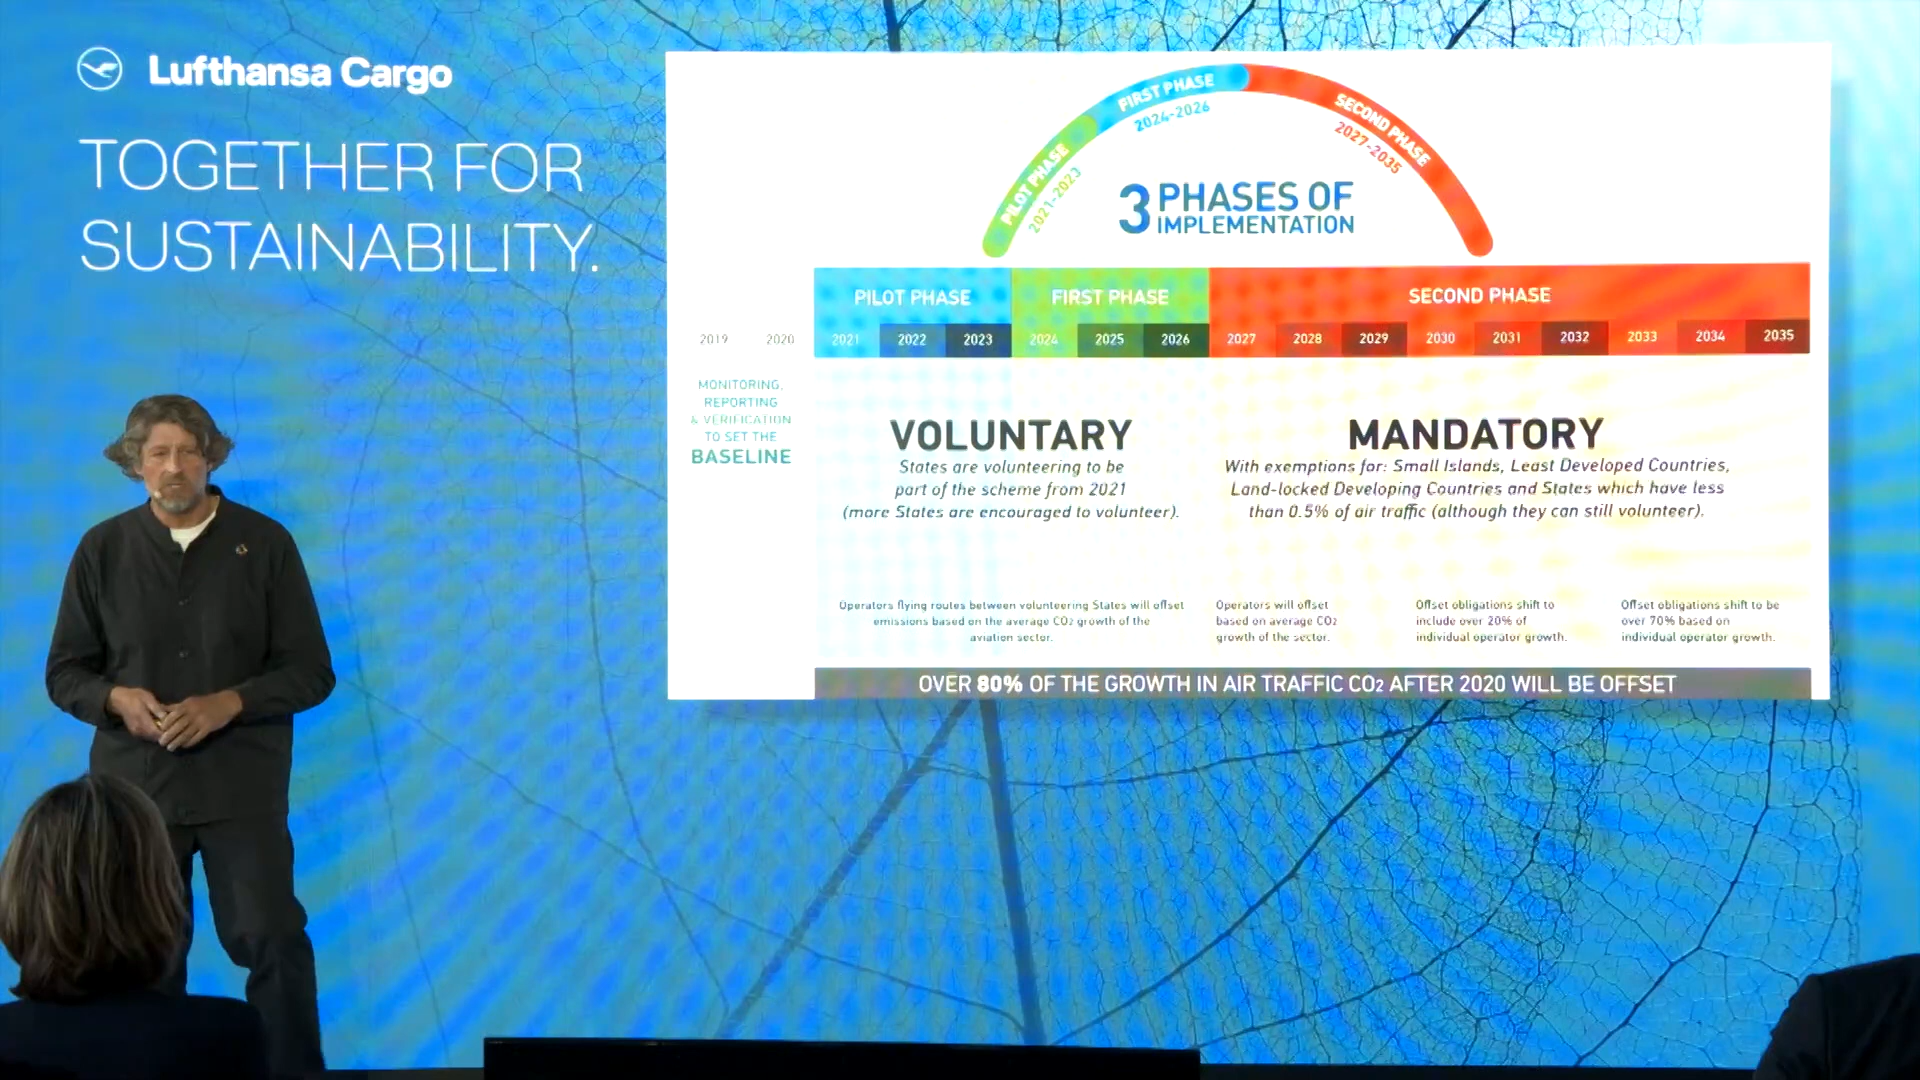 Lufthansa Cargo
TOGETHER FOR
SUSTAINABILITY.
PILOT PHASE
2021-2023
FIRST PHASE
2024-2026
SECOND PHASE
2027-2035
3 PHASES OF
IMPLEMENTATION
PILOT PHASE FIRST PHASE SECOND PHASE
2019 2020 2021 2022 2023 2024 2025 2026 2027 2028 2029 2030 2031 2032 2033 2034 2035
MONITORING,
REPORTING
& VERIFICATION
TO SET THE
BASELINE
VOLUNTARY
States are volunteering to be
part of the scheme from 2021
(more States are encouraged to volunteer).
MANDATORY
With exemptions for: Small Islands, Least Developed Countries,
Land-locked Developing Countries and States which have less
than 0.5% of air traffic (although they can still volunteer).
Operators flying routes between volunteering States will offset
emissions based on the average CO2 growth of the
aviation sector.
Operators will offset
based on average CO2
growth of the sector.
Offset obligations shift to
include over 20% of
individual operator growth.
Offset obligations shift to be
over 70% based on
individual operator growth.
OVER 80% OF THE GROWTH IN AIR TRAFFIC CO2 AFTER 2020 WILL BE OFFSET